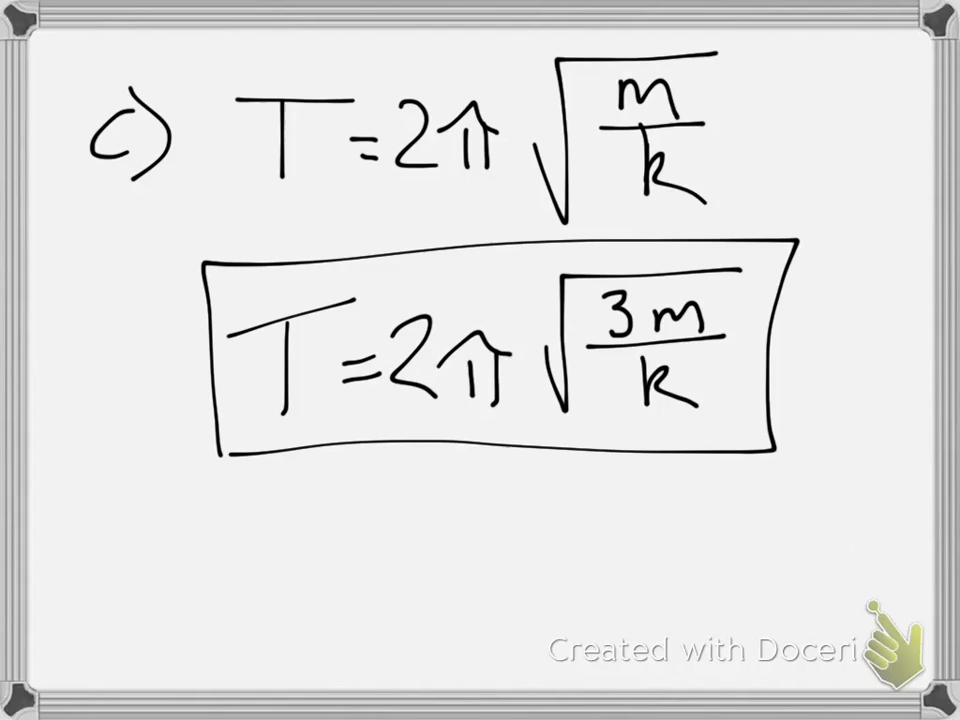 c) T = 2π √(m/k)
T = 2π √(3m/k)
Created with Doceri